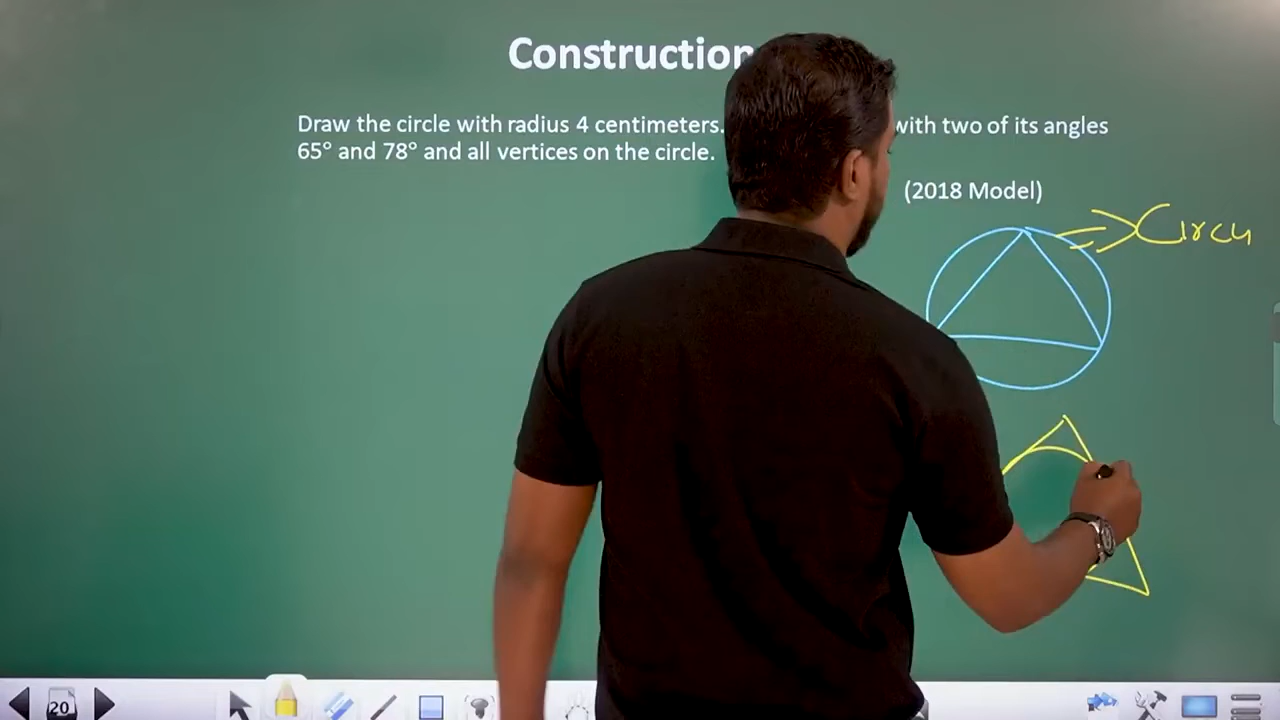 Construction
Draw the circle with radius 4 centimeters. with two of its angles
65° and 78° and all vertices on the circle.
(2018 Model)
Circu
20